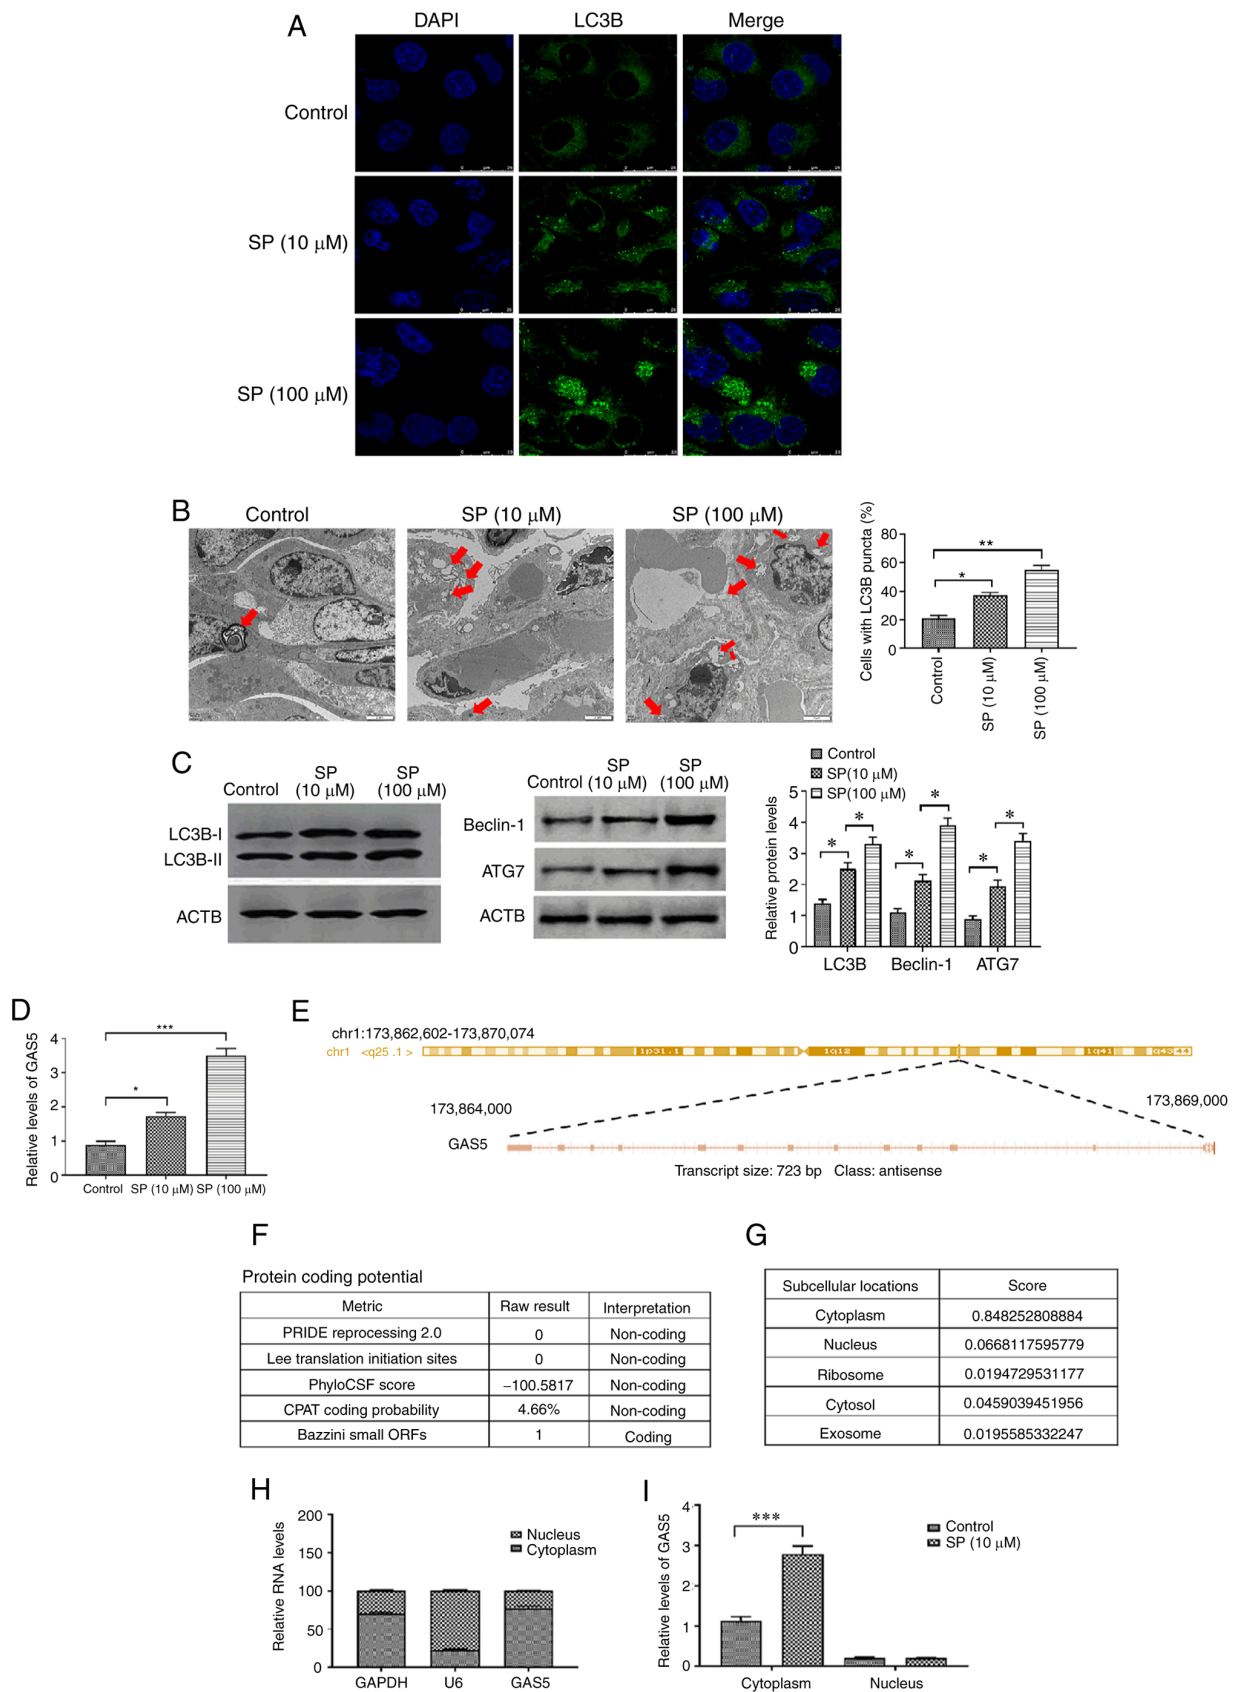 A
DAPI LC3B Merge
Control
SP (10 μM)
SP (100 μM)
B
Control SP (10 μM) SP (100 μM)
Cells with LC3B puncta (%)
80
60
40
20
0
*
**
Control
SP (10 μM)
SP (100 μM)
C
Control SP (10 μM) SP (100 μM)
LC3B-I
LC3B-II
ACTB
Control SP (10 μM) SP (100 μM)
Beclin-1
ATG7
ACTB
Control
SP(10 μM)
SP(100 μM)
Relative protein levels
5
4
3
2
1
0
* * * * * *
LC3B Beclin-1 ATG7
D
Relative levels of GAS5
4
3
2
1
0
***
*
Control SP (10 μM) SP (100 μM)
E
chr1:173,862,602-173,870,074
chr1 <q25 .1 > 1p31.1 1q12 1q41 q43 44
173,864,000 173,869,000
GAS5
Transcript size: 723 bp Class: antisense
F
Protein coding potential
Metric Raw result Interpretation
PRIDE reprocessing 2.0 0 Non-coding
Lee translation initiation sites 0 Non-coding
PhyloCSF score −100.5817 Non-coding
CPAT coding probability 4.66% Non-coding
Bazzini small ORFs 1 Coding
G
Subcellular locations Score
Cytoplasm 0.848252808884
Nucleus 0.0668117595779
Ribosome 0.0194729531177
Cytosol 0.0459039451956
Exosome 0.0195585332247
H
Relative RNA levels
200
150
100
50
0
Nucleus
Cytoplasm
GAPDH U6 GAS5
I
Relative levels of GAS5
4
3
2
1
0
***
Control
SP (10 μM)
Cytoplasm Nucleus